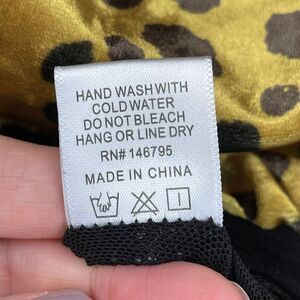 HAND WASH WITH
COLD WATER
DO NOT BLEACH
HANG OR LINE DRY
RN# 146795
MADE IN CHINA